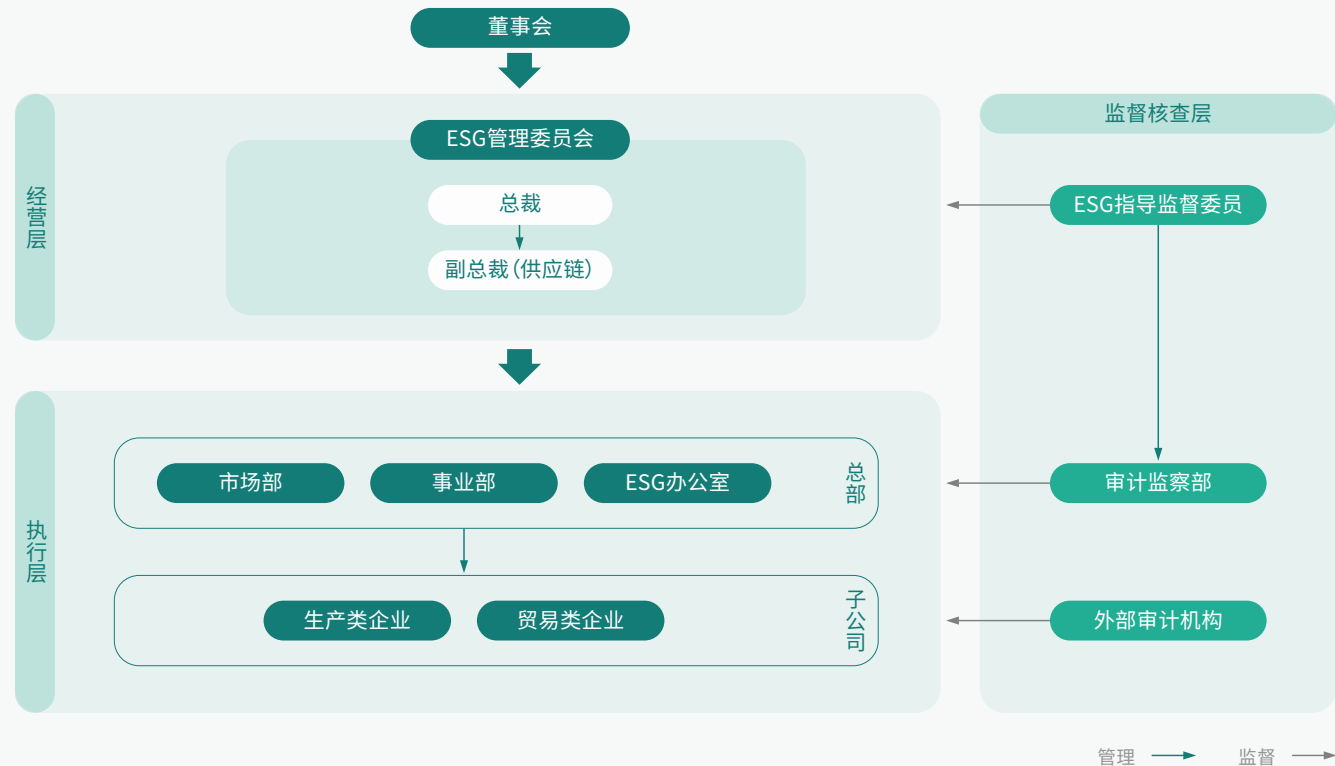 董事会
经营层
ESG管理委员会
总裁
副总裁（供应链）
执行层
市场部
事业部
ESG办公室
总部
生产类企业
贸易类企业
子公司
监督核查层
ESG指导监督委员
审计监察部
外部审计机构
管理
监督